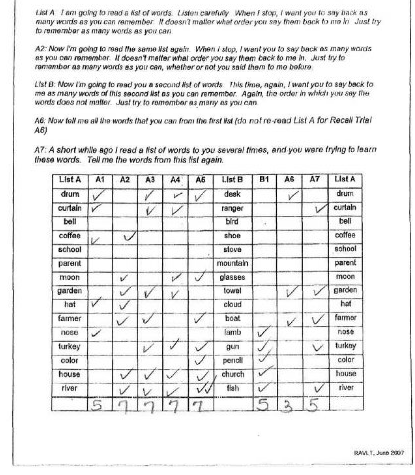 List A I am going to read a list of words. Listen carefully. When I stop, I want you to say back as
many words as you can remember. It doesn't matter what order you say them back to me in. Just try
to remember as many words as you can
A2: Now I'm going to read the same list again. When I stop, I want you to say back as many words
as you can remember. It doesn't matter what order you say them back to me in. Just try to
remember as many words as you can, whether or not you said them to me before.
List B: Now I'm going to read you a second list of words. This time, again, I want you to say back to
me as many words of this second list as you can remember. Again, the order in which you say the
words does not matter. Just try to remember as many as you can
A6: Now tell me all the words that you can from the first list (do not re-read List A for Recall Trial
A6)
A7: A short while ago I read a list of words to you several times, and you were trying to learn
these words. Tell me the words from this list again.
List A A1 A2 A3 A4 A5 List B B1 A6 A7 List A
drum ✓ ✓ ✓ ✓ desk ✓ drum
curtain ✓ ✓ ✓ ranger ✓ curtain
bell bird bell
coffee ✓ ✓ shoe coffee
school stove school
parent mountain parent
moon ✓ ✓ ✓ glasses moon
garden ✓ ✓ ✓ towel ✓ ✓ garden
hat ✓ ✓ cloud hat
farmer ✓ ✓ ✓ boat ✓ ✓ farmer
nose ✓ lamb ✓ nose
turkey ✓ ✓ ✓ gun ✓ ✓ turkey
color ✓ pencil ✓ color
house ✓ ✓ ✓ ✓ church ✓ house
river ✓ ✓ ✓ ✓✓ fish ✓ ✓ river
5 7 7 7 7 5 3 5
RAVLT, June 2007